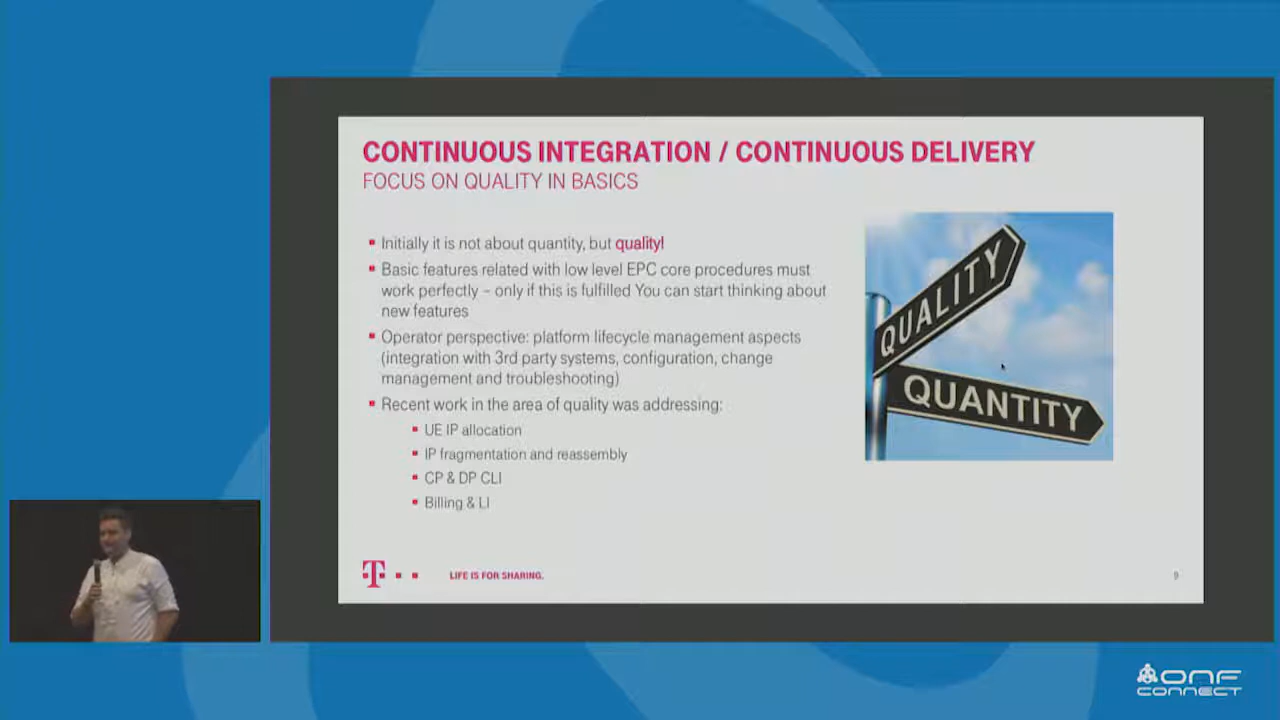 CONTINUOUS INTEGRATION / CONTINUOUS DELIVERY
FOCUS ON QUALITY IN BASICS
Initially it is not about quantity, but quality!
Basic features related with low level EPC core procedures must
work perfectly – only if this is fulfilled You can start thinking about
new features
Operator perspective: platform lifecycle management aspects
(integration with 3rd party systems, configuration, change
management and troubleshooting)
Recent work in the area of quality was addressing:
UE IP allocation
IP fragmentation and reassembly
CP & DP CLI
Billing & LI
QUALITY
QUANTITY
T
LIFE IS FOR SHARING.
9
ONF
CONNECT